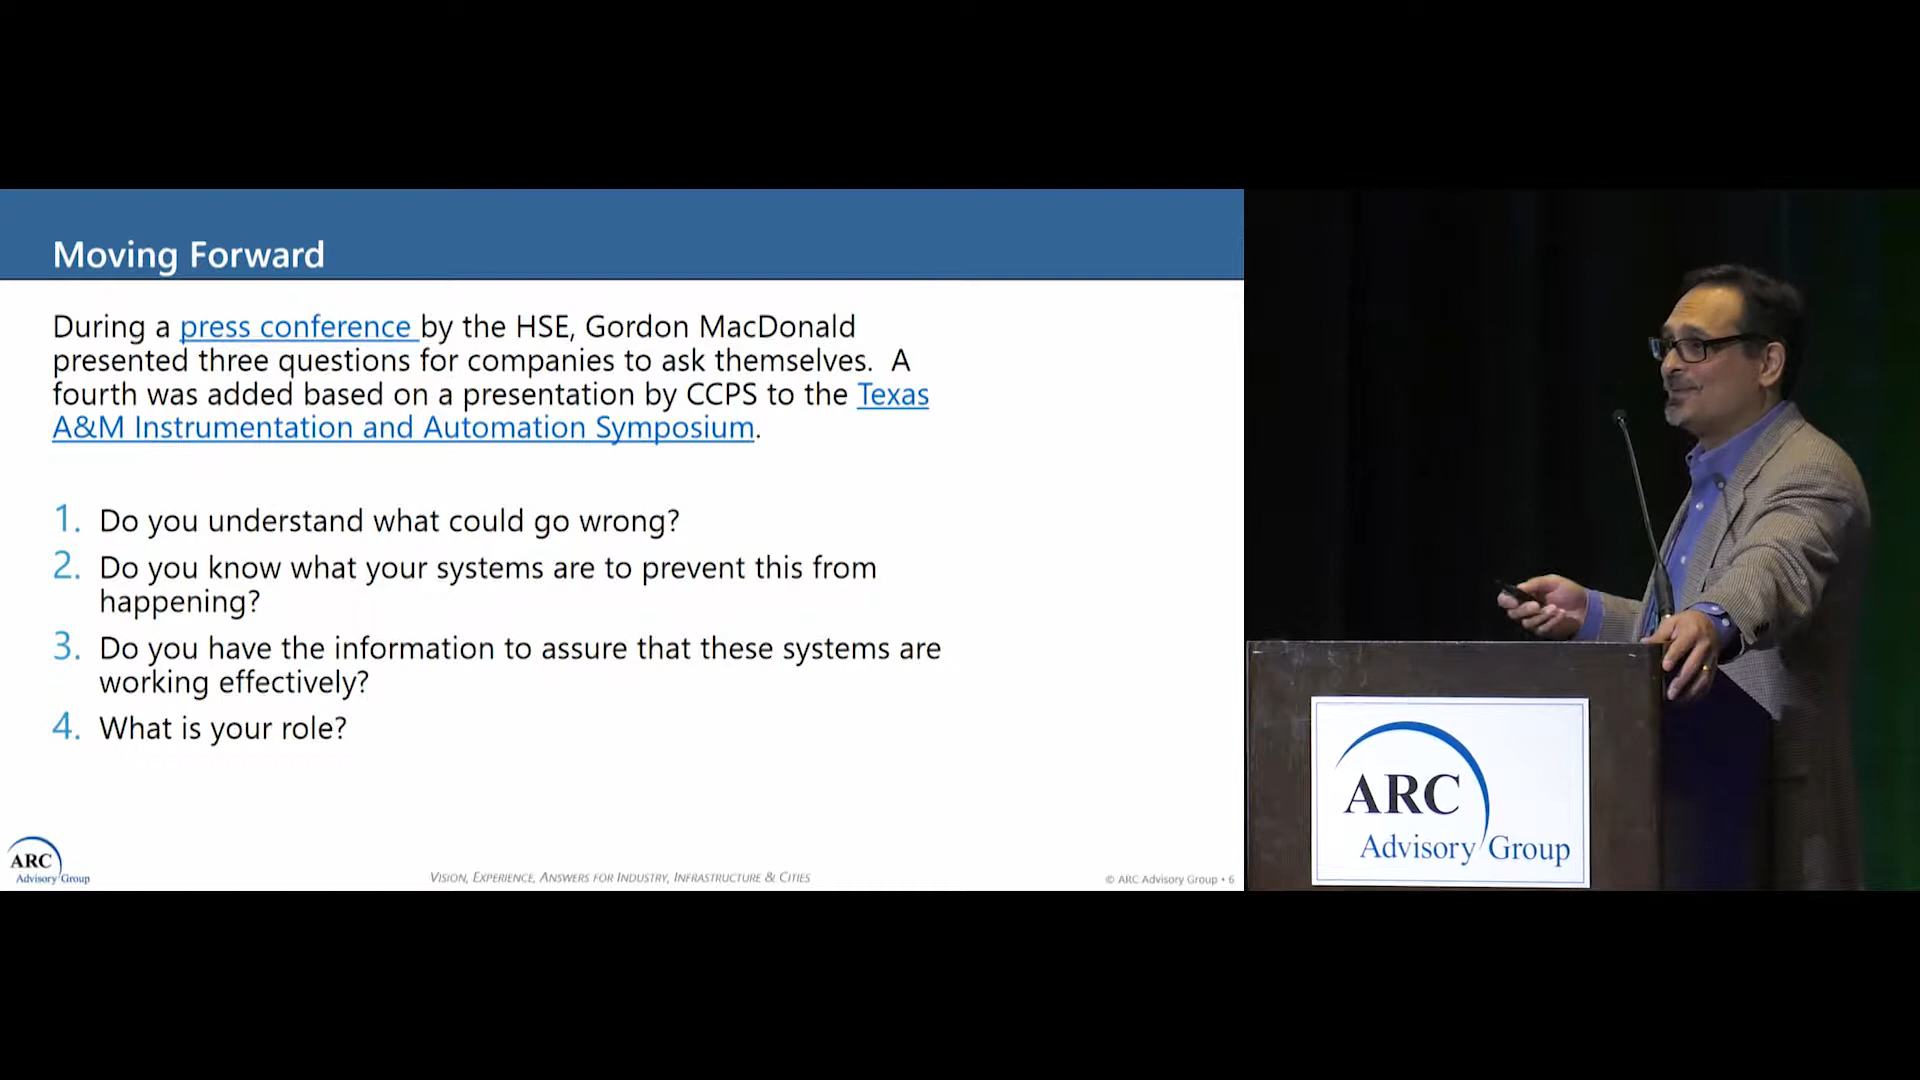 Moving Forward
During a press conference by the HSE, Gordon MacDonald
presented three questions for companies to ask themselves. A
fourth was added based on a presentation by CCPS to the Texas
A&M Instrumentation and Automation Symposium.
1. Do you understand what could go wrong?
2. Do you know what your systems are to prevent this from
happening?
3. Do you have the information to assure that these systems are
working effectively?
4. What is your role?
ARC
Advisory Group
VISION, EXPERIENCE, ANSWERS FOR INDUSTRY, INFRASTRUCTURE & CITIES
© ARC Advisory Group • 6
ARC
Advisory Group